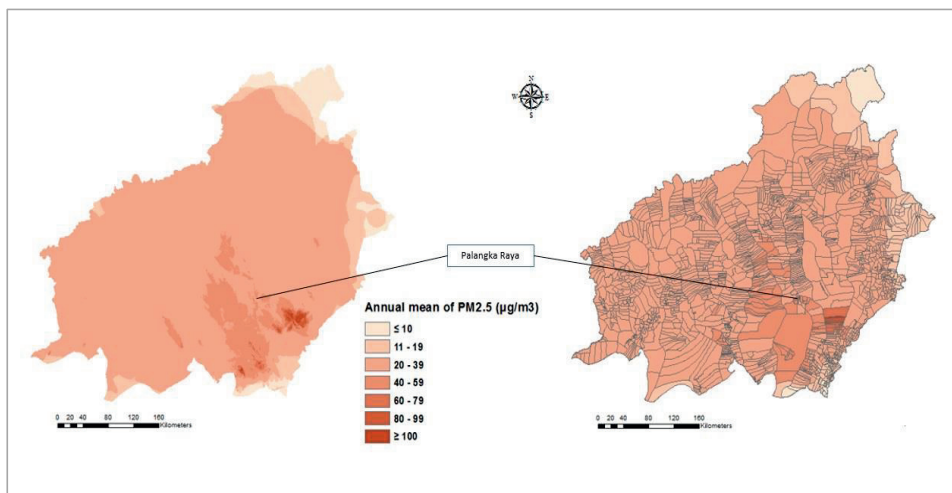 N
W E
S
Palangka Raya
Annual mean of PM2.5 (µg/m3)
≤ 10
11 - 19
20 - 39
40 - 59
60 - 79
80 - 99
≥ 100
0 20 40 80 120 160
Kilometers
0 20 40 80 120 160
Kilometers